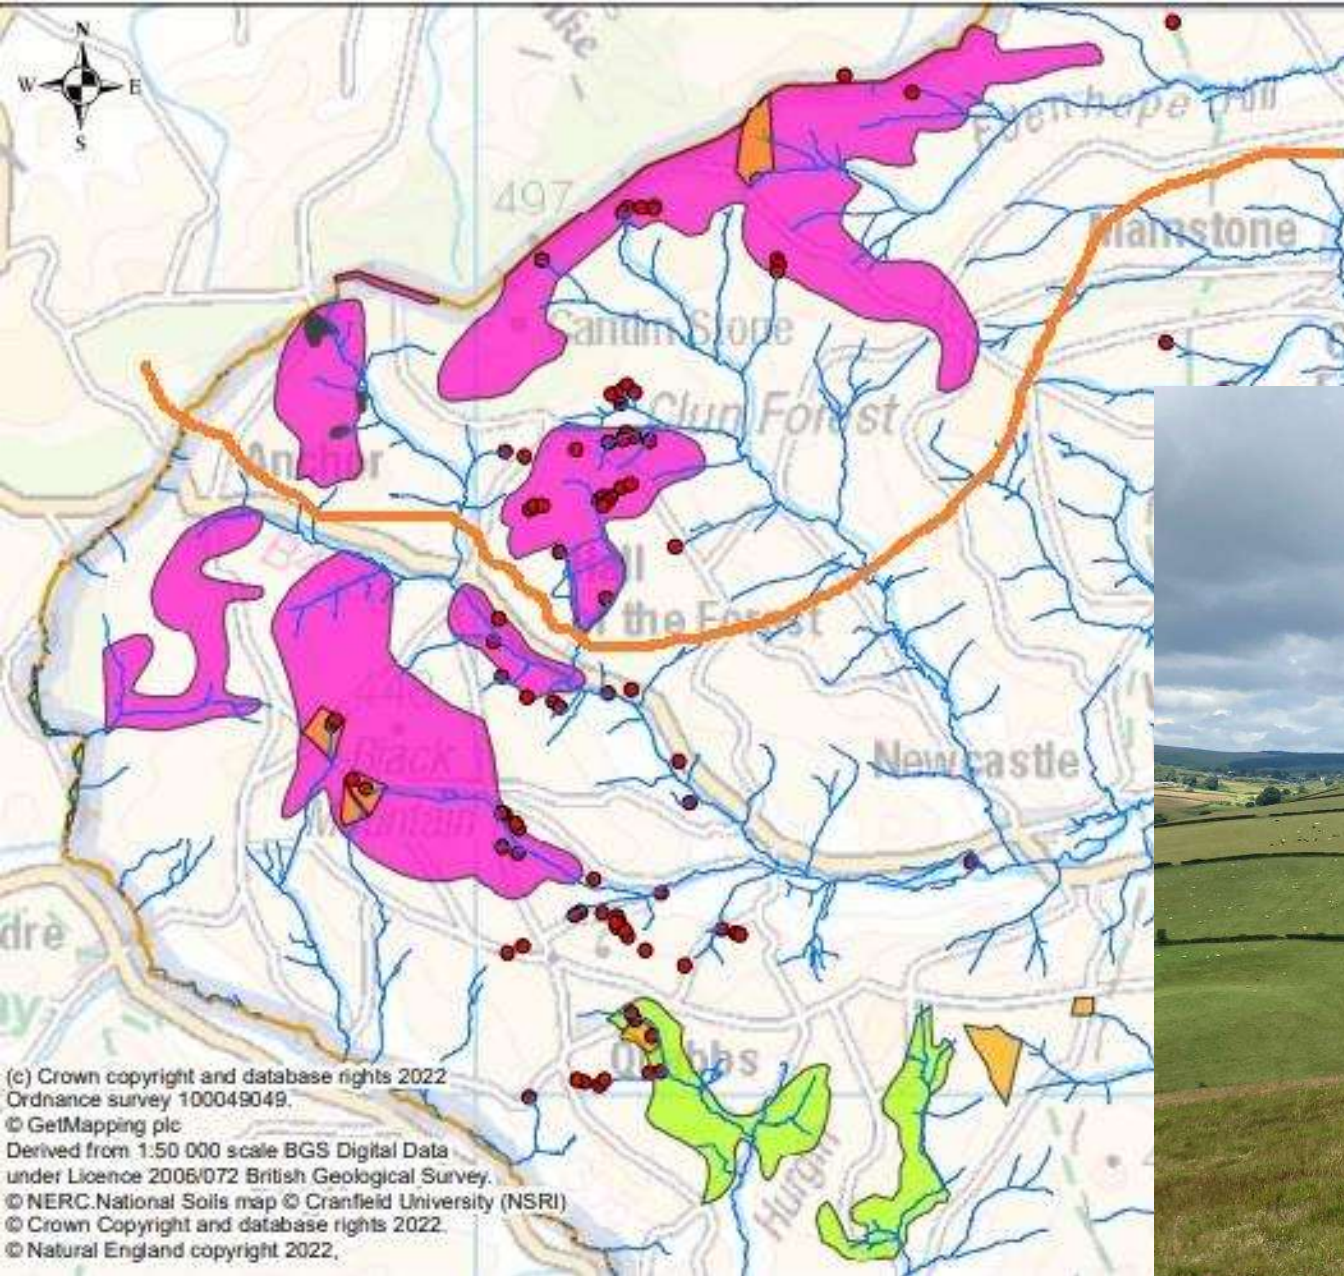 N
W E
S
497
Mainstone
Clun Forest
Anchor
the Forest
Black
Mountain
Newcastle
(c) Crown copyright and database rights 2022
Ordnance survey 100049049.
© GetMapping plc
Derived from 1:50 000 scale BGS Digital Data
under Licence 2006/072 British Geological Survey.
© NERC.National Soils map © Cranfield University (NSRI)
© Crown Copyright and database rights 2022.
© Natural England copyright 2022,